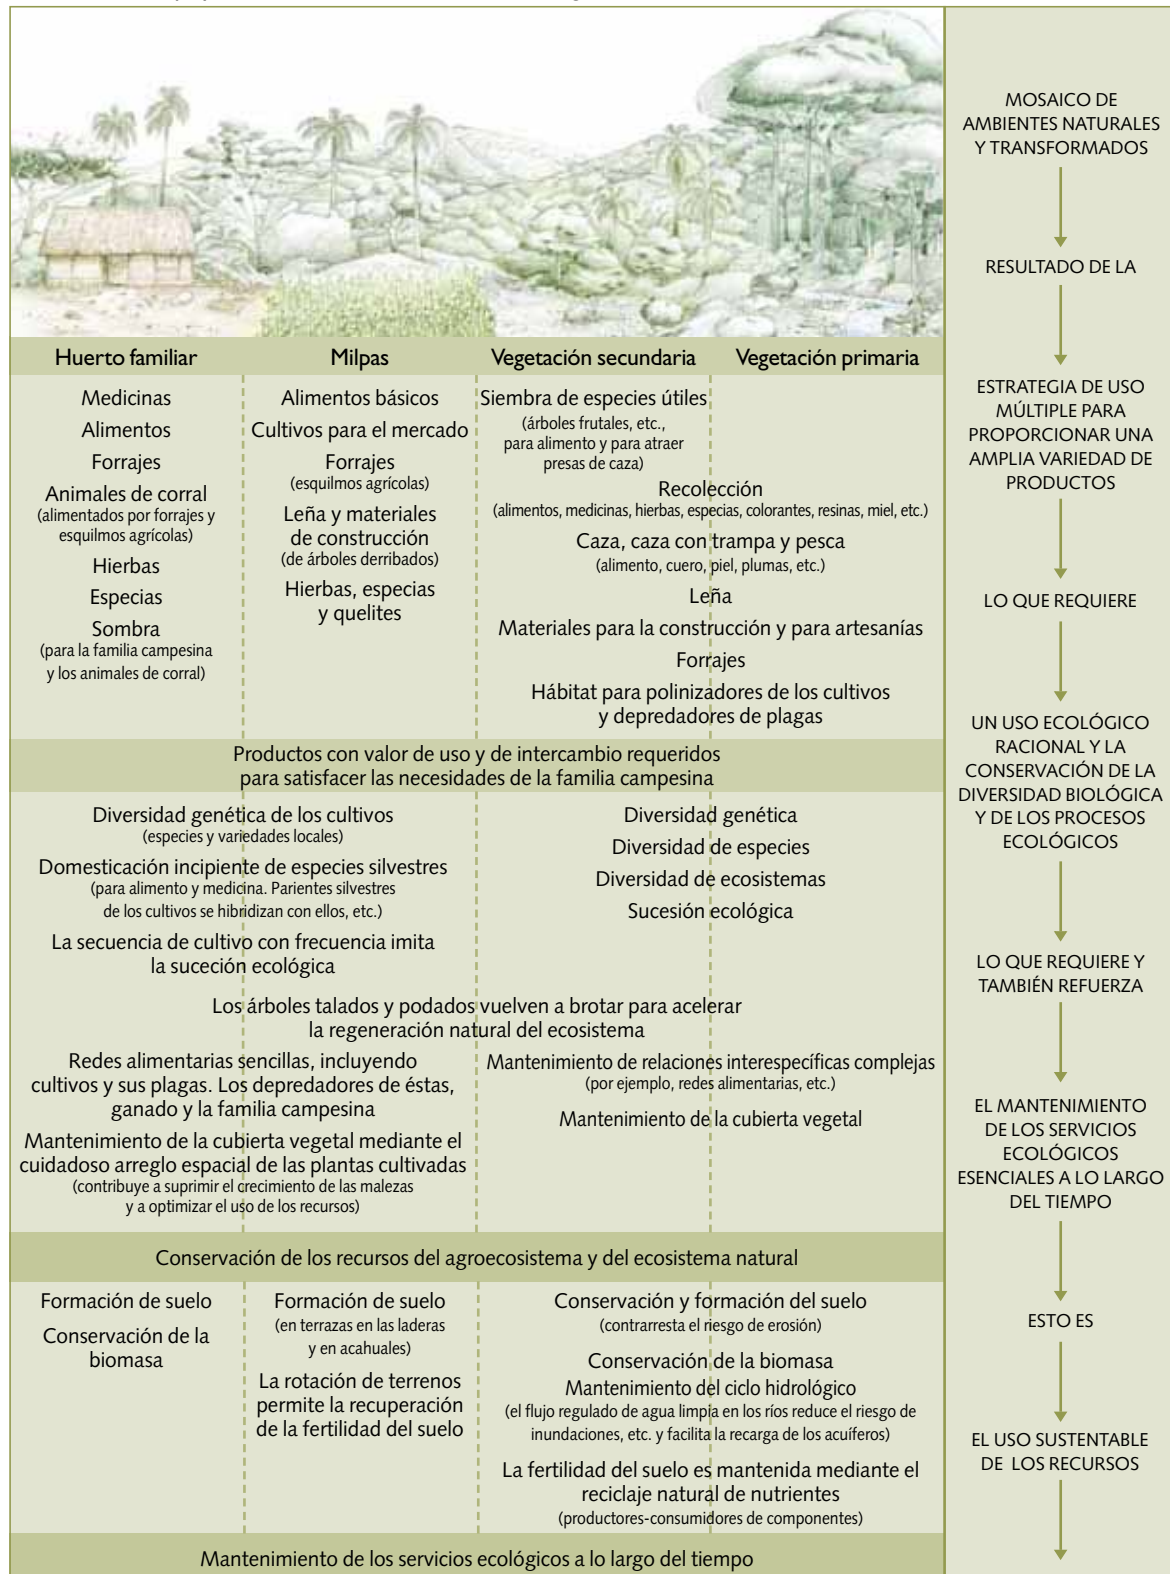 Huerto familiar
Medicinas
Alimentos
Forrajes
Animales de corral
(alimentados por forrajes y
esquilmos agrícolas)
Hierbas
Especias
Sombra
(para la familia campesina
y los animales de corral)
Milpas
Alimentos básicos
Cultivos para el mercado
Forrajes
(esquilmos agrícolas)
Leña y materiales
de construcción
(de árboles derribados)
Hierbas, especias
y quelites
Vegetación secundaria
Vegetación primaria
Siembra de especies útiles
(árboles frutales, etc.,
para alimento y para atraer
presas de caza)
Recolección
(alimentos, medicinas, hierbas, especias, colorantes, resinas, miel, etc.)
Caza, caza con trampa y pesca
(alimento, cuero, piel, plumas, etc.)
Leña
Materiales para la construcción y para artesanías
Forrajes
Hábitat para polinizadores de los cultivos
y depredadores de plagas
Productos con valor de uso y de intercambio requeridos
para satisfacer las necesidades de la familia campesina
Diversidad genética de los cultivos
(especies y variedades locales)
Domesticación incipiente de especies silvestres
(para alimento y medicina. Parientes silvestres
de los cultivos se hibridizan con ellos, etc.)
La secuencia de cultivo con frecuencia imita
la suceción ecológica
Diversidad genética
Diversidad de especies
Diversidad de ecosistemas
Sucesión ecológica
Los árboles talados y podados vuelven a brotar para acelerar
la regeneración natural del ecosistema
Redes alimentarias sencillas, incluyendo
cultivos y sus plagas. Los depredadores de éstas,
ganado y la familia campesina
Mantenimiento de la cubierta vegetal mediante el
cuidadoso arreglo espacial de las plantas cultivadas
(contribuye a suprimir el crecimiento de las malezas
y a optimizar el uso de los recursos)
Mantenimiento de relaciones interespecíficas complejas
(por ejemplo, redes alimentarias, etc.)
Mantenimiento de la cubierta vegetal
Conservación de los recursos del agroecosistema y del ecosistema natural
Formación de suelo
Conservación de la
biomasa
Formación de suelo
(en terrazas en las laderas
y en acahuales)
La rotación de terrenos
permite la recuperación
de la fertilidad del suelo
Conservación y formación del suelo
(contrarresta el riesgo de erosión)
Conservación de la biomasa
Mantenimiento del ciclo hidrológico
(el flujo regulado de agua limpia en los ríos reduce el riesgo de
inundaciones, etc. y facilita la recarga de los acuíferos)
La fertilidad del suelo es mantenida mediante el
reciclaje natural de nutrientes
(productores-consumidores de componentes)
Mantenimiento de los servicios ecológicos a lo largo del tiempo
MOSAICO DE
AMBIENTES NATURALES
Y TRANSFORMADOS
RESULTADO DE LA
ESTRATEGIA DE USO
MÚLTIPLE PARA
PROPORCIONAR UNA
AMPLIA VARIEDAD DE
PRODUCTOS
LO QUE REQUIERE
UN USO ECOLÓGICO
RACIONAL Y LA
CONSERVACIÓN DE LA
DIVERSIDAD BIOLÓGICA
Y DE LOS PROCESOS
ECOLÓGICOS
LO QUE REQUIERE Y
TAMBIÉN REFUERZA
EL MANTENIMIENTO
DE LOS SERVICIOS
ECOLÓGICOS
ESENCIALES A LO LARGO
DEL TIEMPO
ESTO ES
EL USO SUSTENTABLE
DE LOS RECURSOS